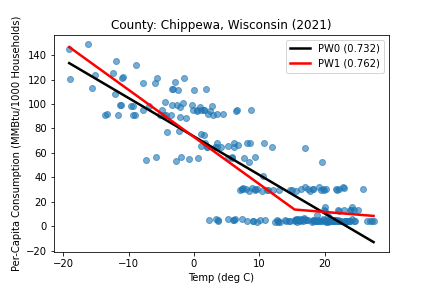 County: Chippewa, Wisconsin (2021)
PW0 (0.732)
PW1 (0.762)
Per-Capita Consumption (MMBtu/1000 Households)
140
120
100
80
60
40
20
0
−20
−20
−10
0
10
20
Temp (deg C)